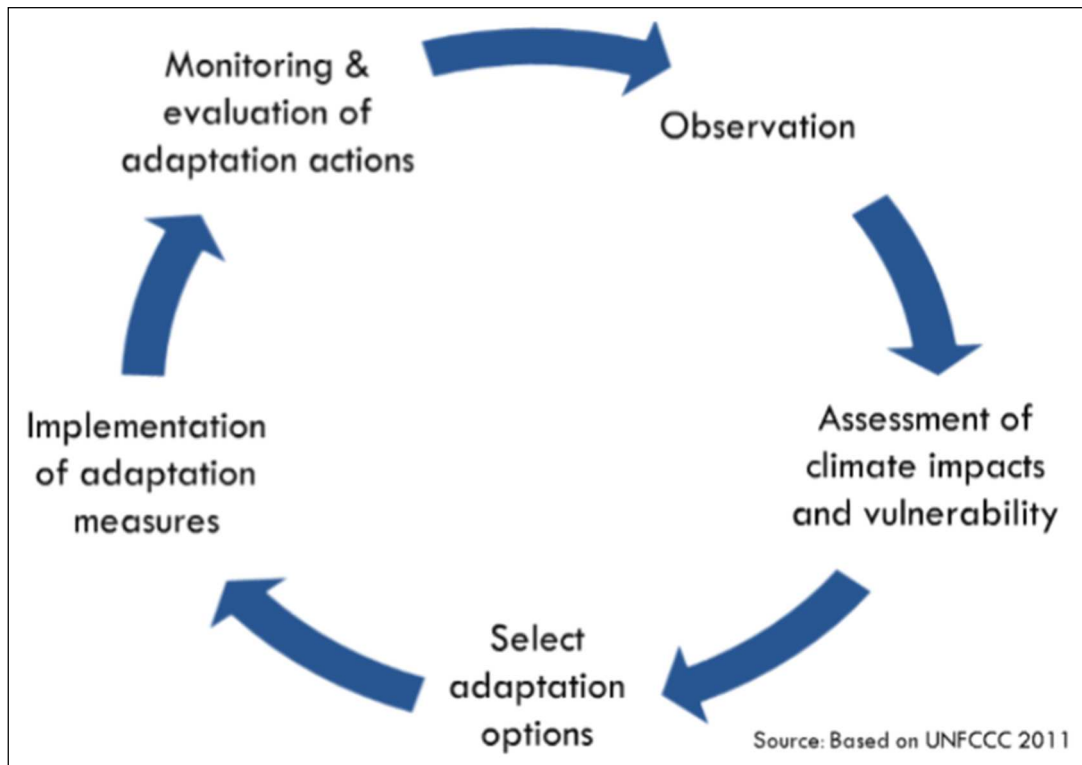 Monitoring &
evaluation of
adaptation actions
Observation
Assessment of
climate impacts
and vulnerability
Select
adaptation
options
Implementation
of adaptation
measures
Source: Based on UNFCCC 2011